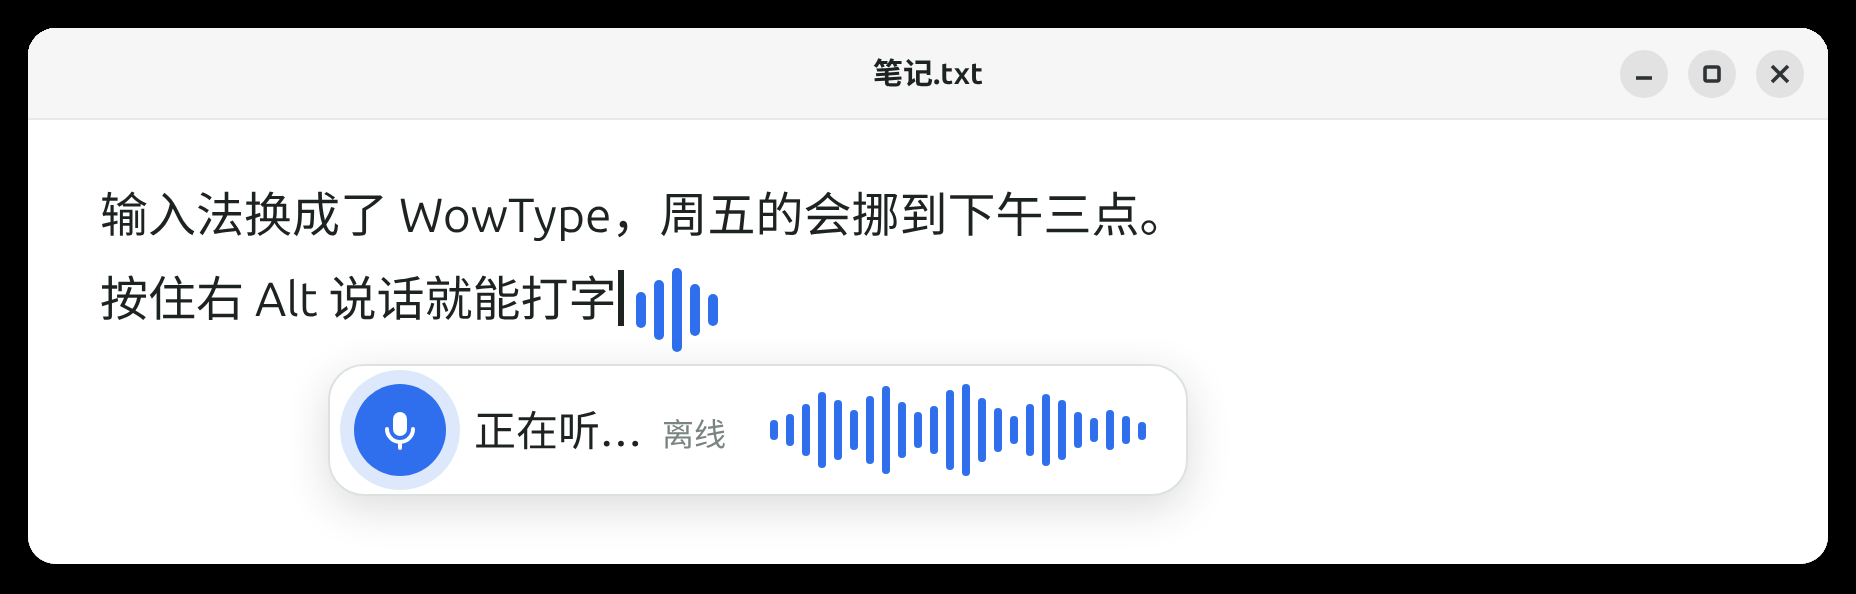 笔记.txt
输入法换成了 WowType，周五的会挪到下午三点。
按住右 Alt 说话就能打字
正在听… 离线